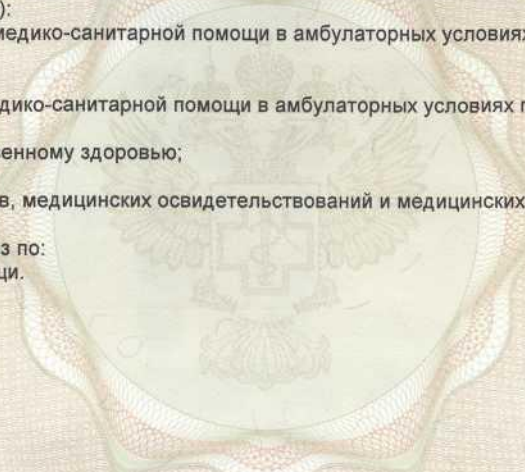 ):
медико-санитарной помощи в амбулаторных условиях
дико-санитарной помощи в амбулаторных условиях п
енному здоровью;
в, медицинских освидетельствований и медицинских
з по:
щи.